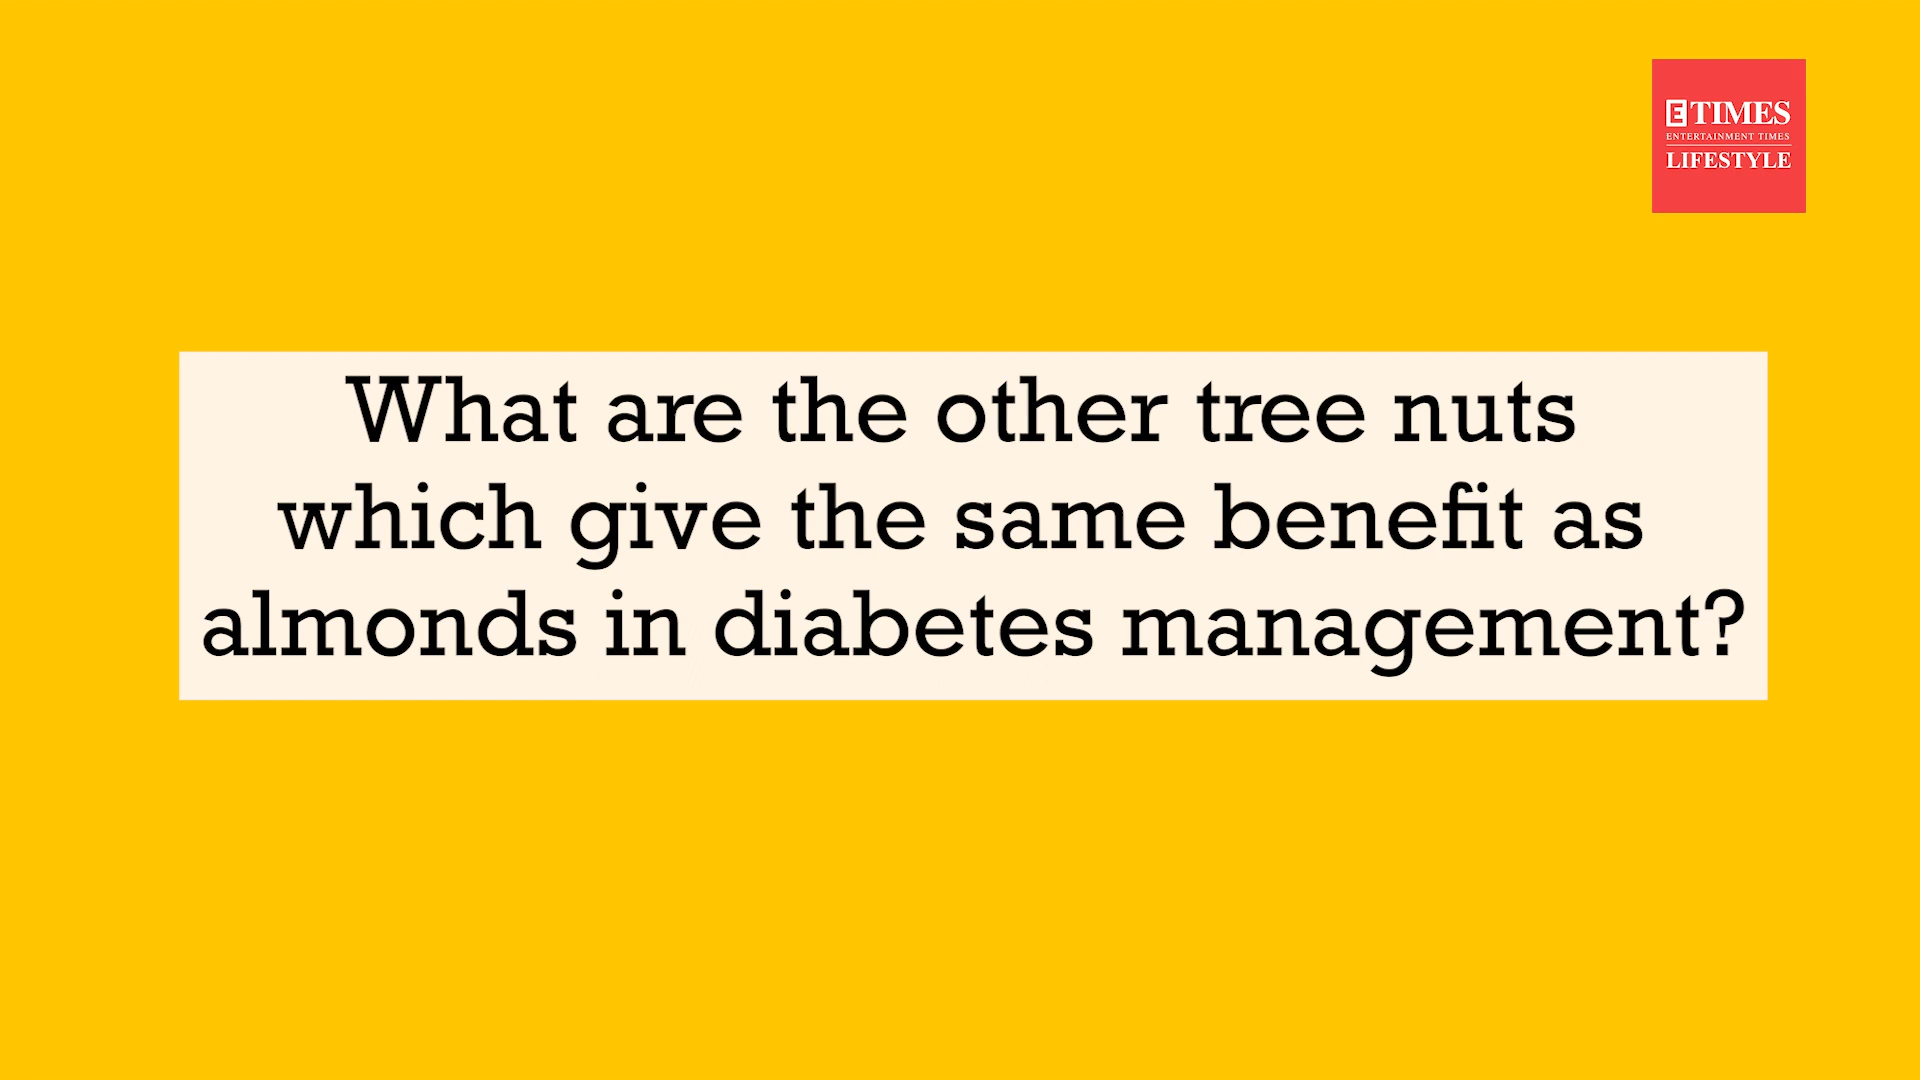 ETIMES
ENTERTAINMENT TIMES
LIFESTYLE
What are the other tree nuts
which give the same benefit as
almonds in diabetes management?